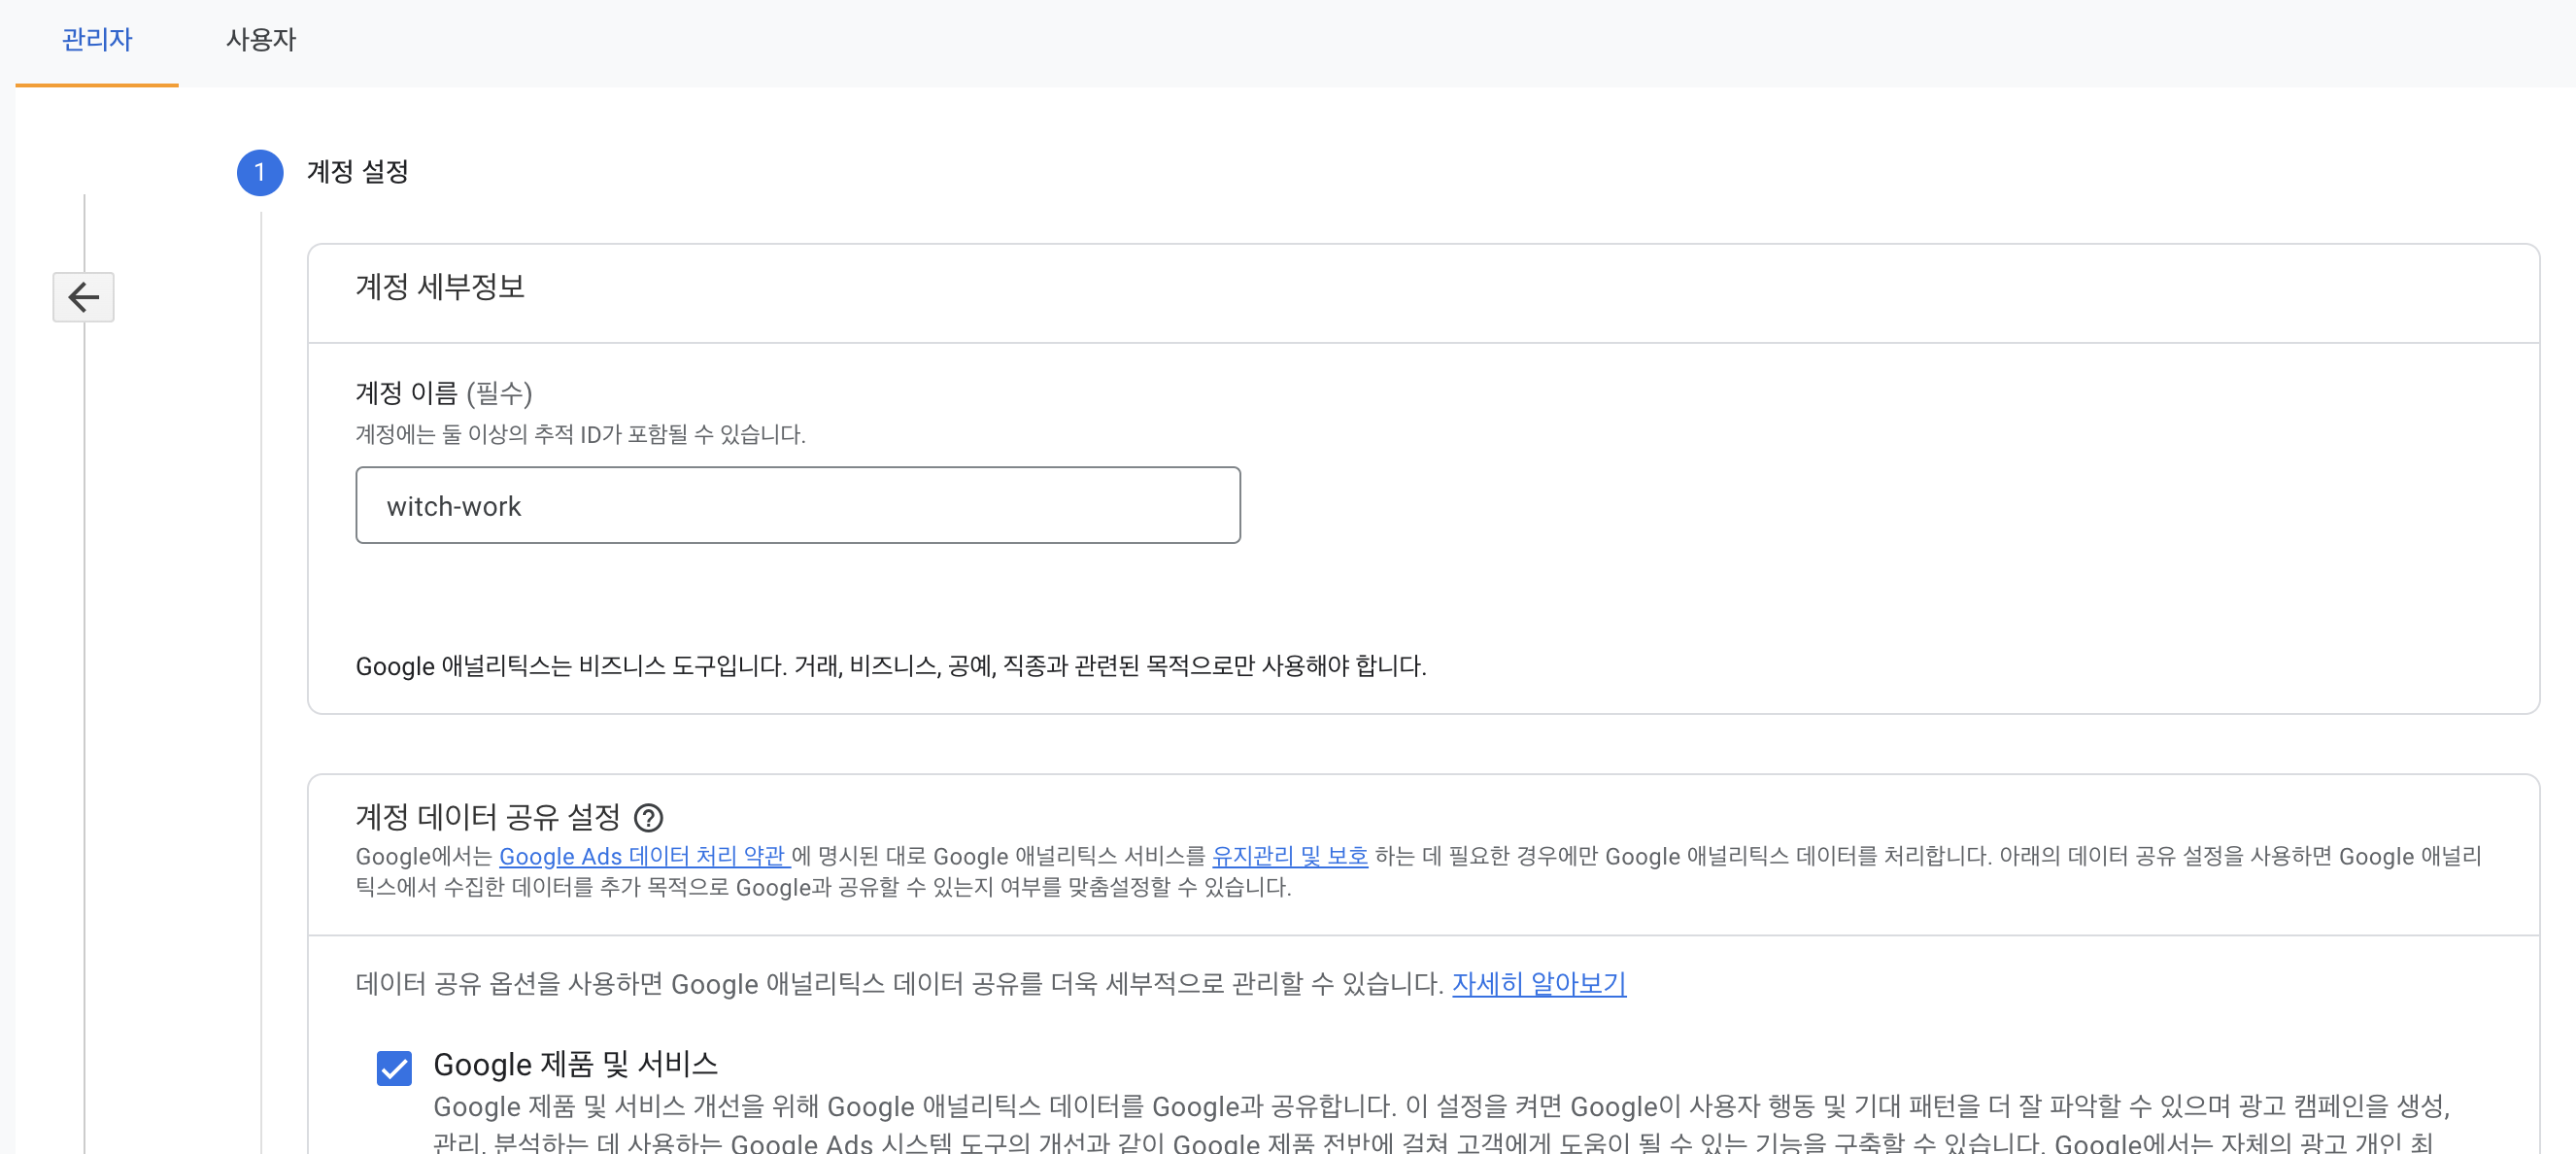 관리자
사용자
1
계정 설정
계정 세부정보
계정 이름 (필수)
계정에는 둘 이상의 추적 ID가 포함될 수 있습니다.
witch-work
Google 애널리틱스는 비즈니스 도구입니다. 거래, 비즈니스, 공예, 직종과 관련된 목적으로만 사용해야 합니다.
계정 데이터 공유 설정 ?
Google에서는 Google Ads 데이터 처리 약관 에 명시된 대로 Google 애널리틱스 서비스를 유지관리 및 보호 하는 데 필요한 경우에만 Google 애널리틱스 데이터를 처리합니다. 아래의 데이터 공유 설정을 사용하면 Google 애널리
틱스에서 수집한 데이터를 추가 목적으로 Google과 공유할 수 있는지 여부를 맞춤설정할 수 있습니다.
데이터 공유 옵션을 사용하면 Google 애널리틱스 데이터 공유를 더욱 세부적으로 관리할 수 있습니다. 자세히 알아보기
Google 제품 및 서비스
Google 제품 및 서비스 개선을 위해 Google 애널리틱스 데이터를 Google과 공유합니다. 이 설정을 켜면 Google이 사용자 행동 및 기대 패턴을 더 잘 파악할 수 있으며 광고 캠페인을 생성,
관리, 분석하는 데 사용하는 Google Ads 시스템 도구의 개선과 같이 Google 제품 전반에 걸쳐 고객에게 도움이 될 수 있는 기능을 구축할 수 있습니다. Google에서는 자체의 광고 개인 최